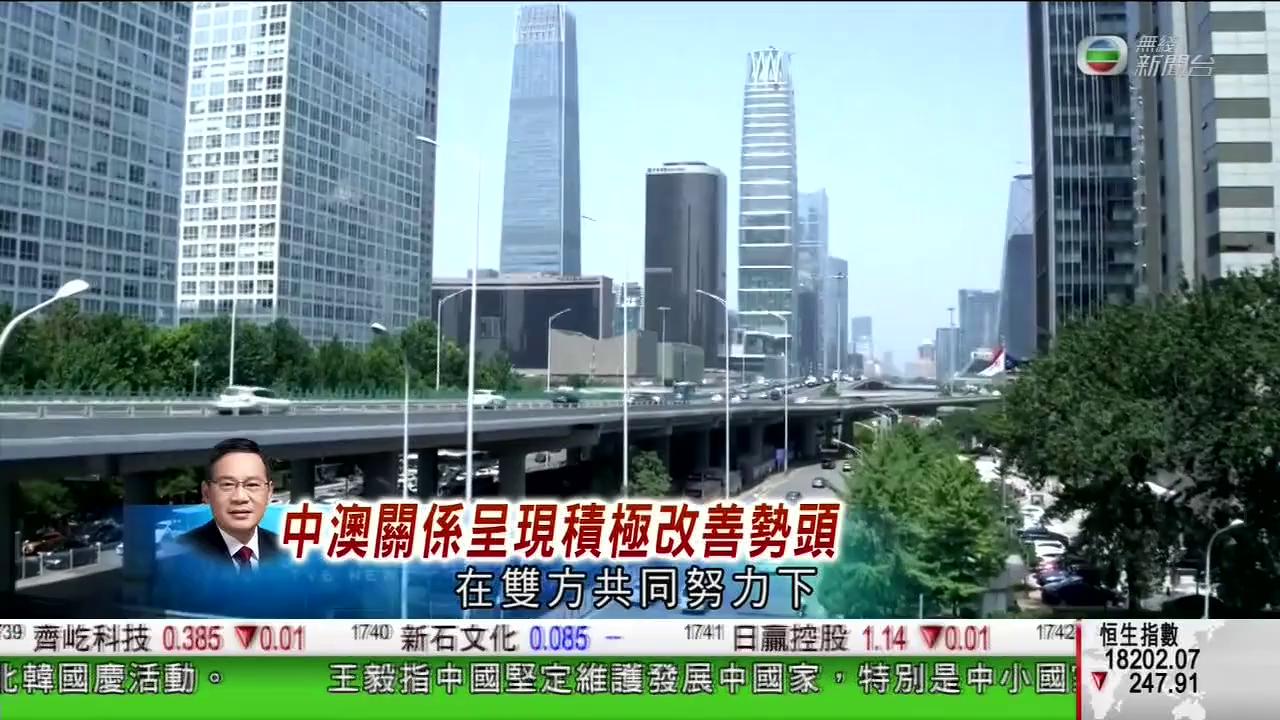 無綫
新聞台
中澳關係呈現積極改善勢頭
在雙方共同努力下
739 齊屹科技 0.385 ▼0.01 1740 新石文化 0.085 － 1741 日贏控股 1.14 ▼0.01 1742
恒生指數
18202.07
▼ 247.91
北韓國慶活動。 王毅指中國堅定維護發展中國家，特別是中小國